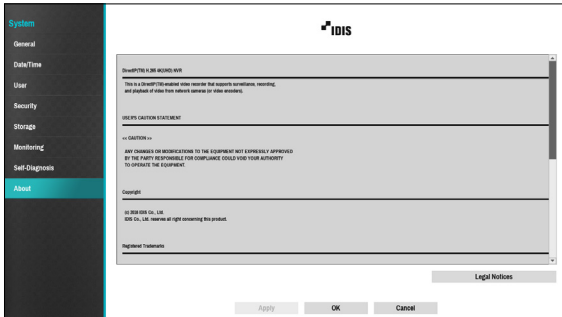 System
General
Date/Time
User
Security
Storage
Monitoring
Self-Diagnosis
About
IDIS
DirectIP(TM) H.265 4K(UHD) NVR
This is a DirectIP(TM)-enabled video recorder that supports surveillance, recording,
and playback of video from network cameras (or video encoders).
USER'S CAUTION STATEMENT
<< CAUTION >>
ANY CHANGES OR MODIFICATIONS TO THE EQUIPMENT NOT EXPRESSLY APPROVED
BY THE PARTY RESPONSIBLE FOR COMPLIANCE COULD VOID YOUR AUTHORITY
TO OPERATE THE EQUIPMENT.
Copyright
(c) IDIS Co., Ltd.
IDIS Co., Ltd. reserves all right concerning this product.
Registered Trademarks
Legal Notices
Apply
OK
Cancel